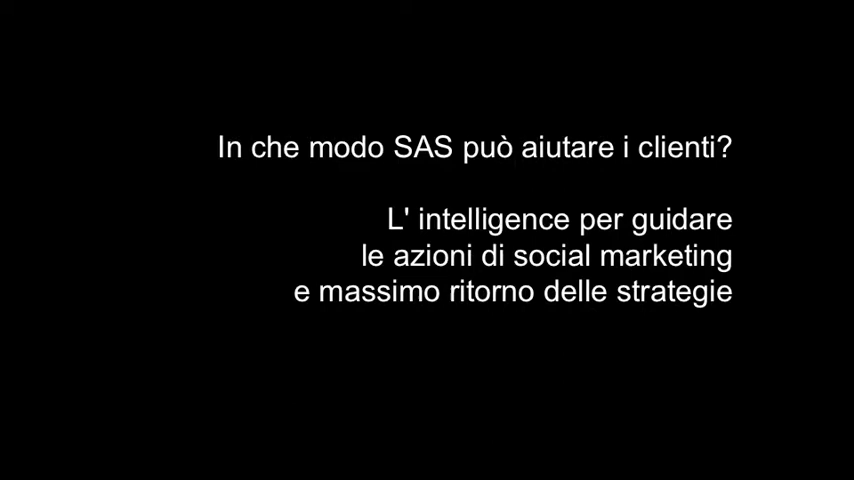 In che modo SAS può aiutare i clienti?
L' intelligence per guidare
le azioni di social marketing
e massimo ritorno delle strategie